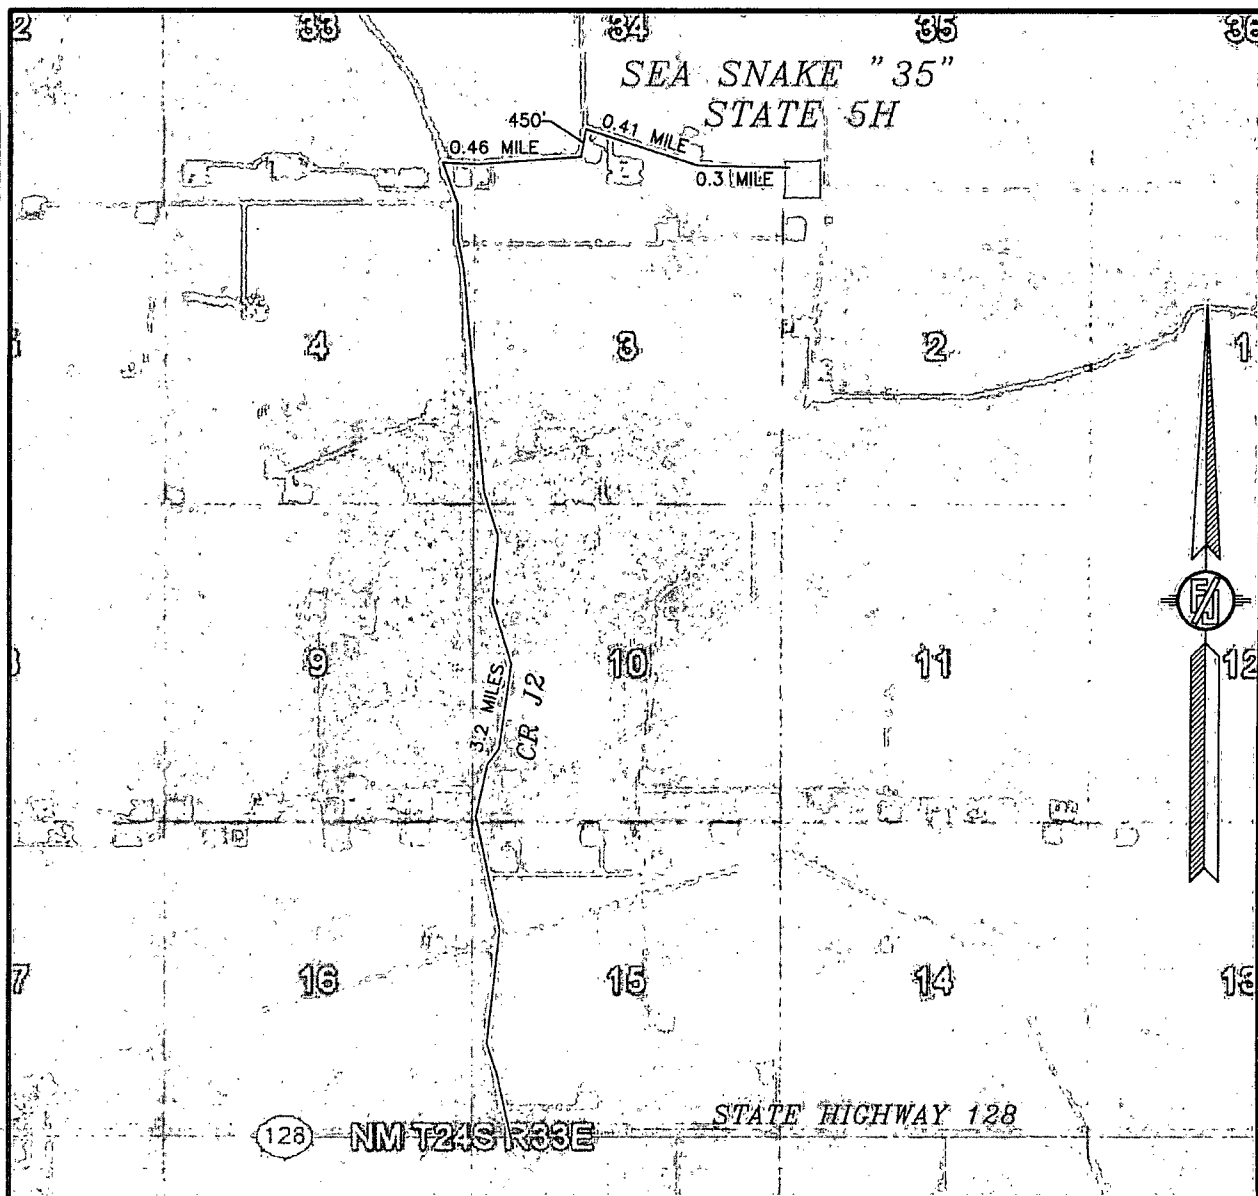 2 33 34 35 36
SEA SNAKE "35"
STATE 5H
450'
0.46 MILE
0.41 MILE
0.3 MILE
4 3 2 1
9 10 11 12
3.2 MILES
CR J2
16 15 14 13
STATE HIGHWAY 128
128 NM T24S R33E